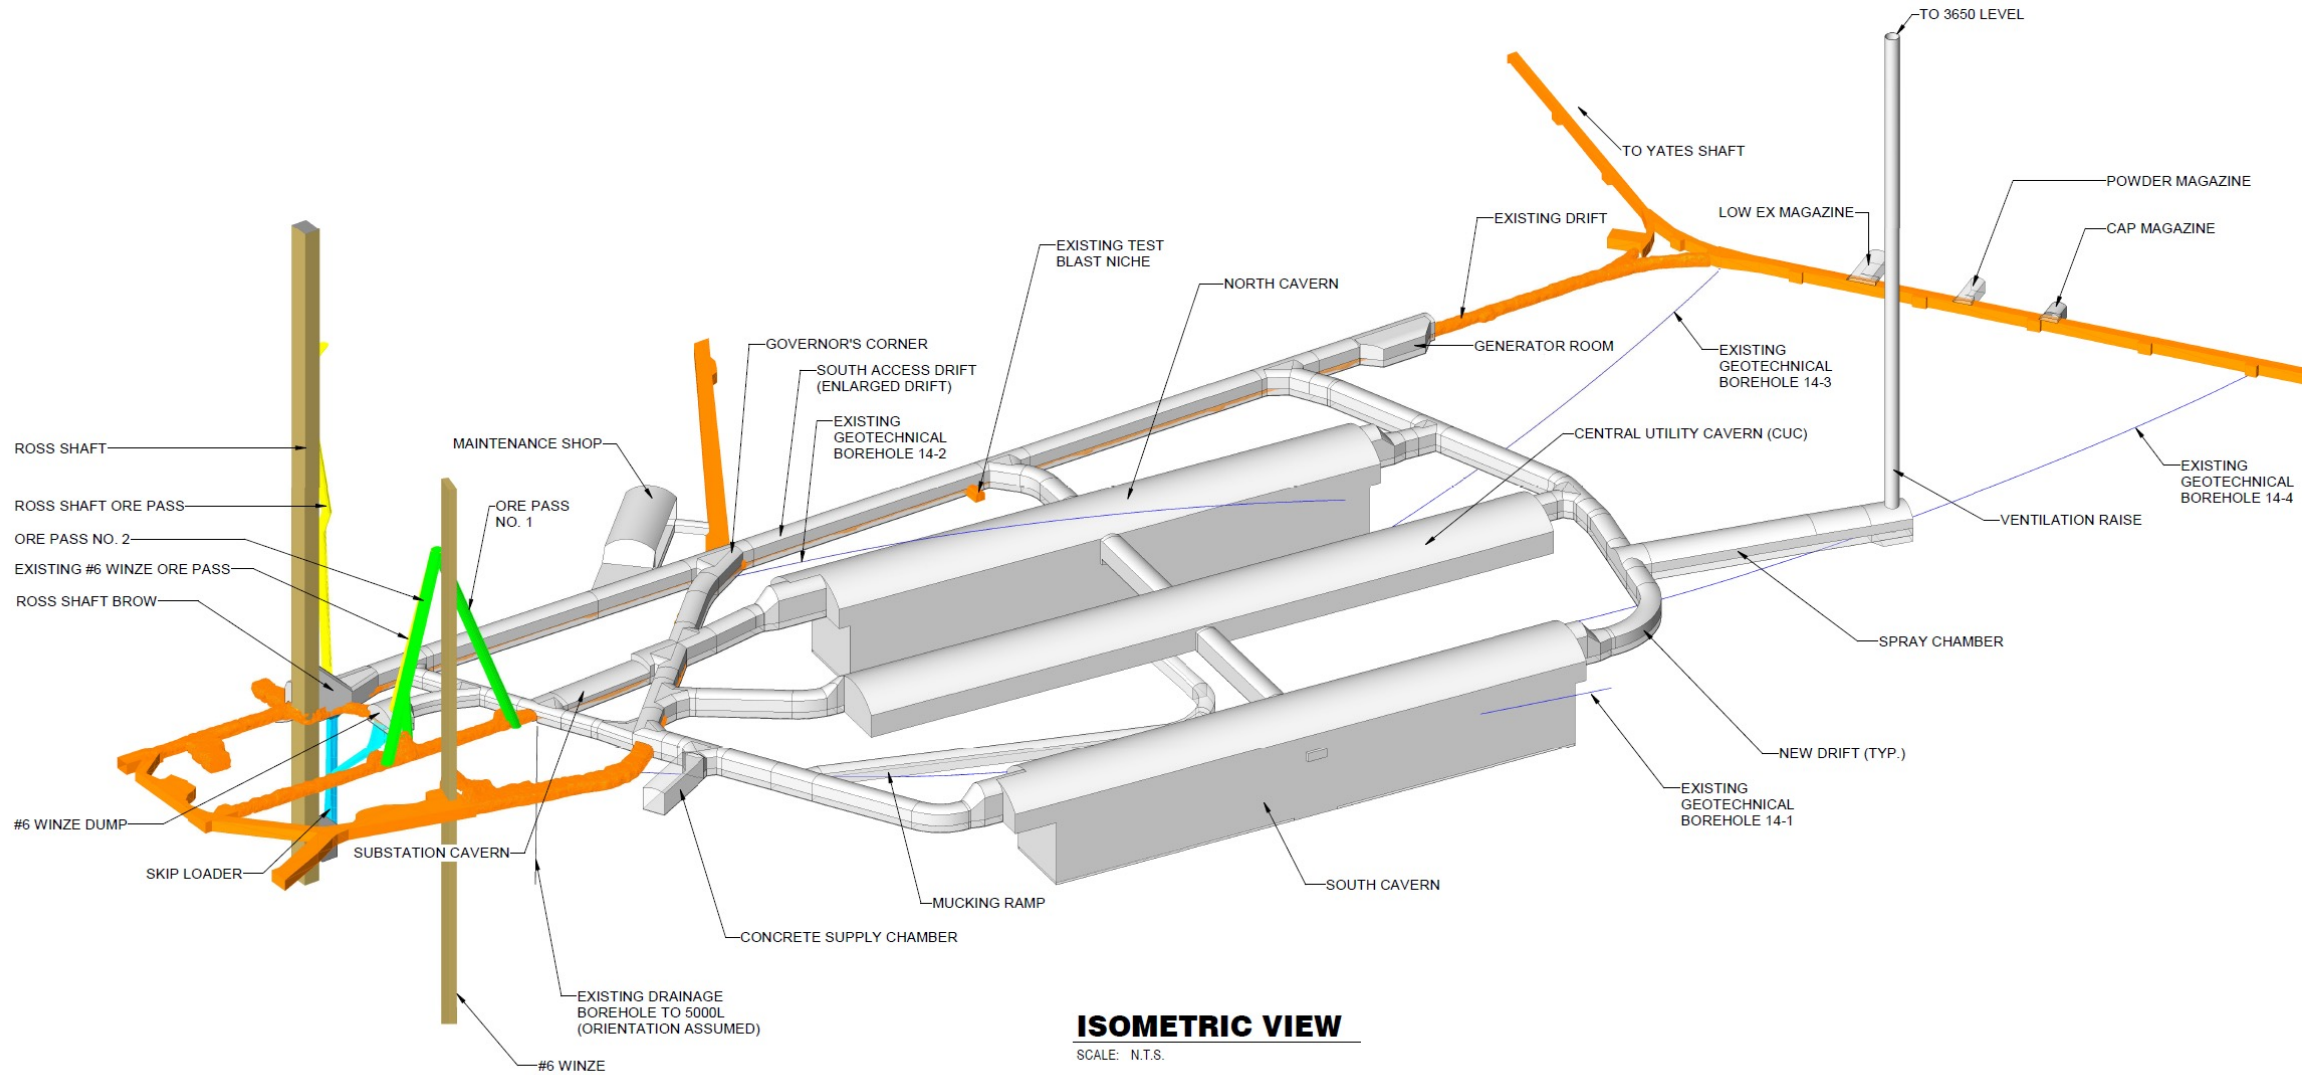 TO 3650 LEVEL
TO YATES SHAFT
POWDER MAGAZINE
LOW EX MAGAZINE
CAP MAGAZINE
EXISTING DRIFT
EXISTING TEST
BLAST NICHE
NORTH CAVERN
GOVERNOR'S CORNER
GENERATOR ROOM
EXISTING
GEOTECHNICAL
BOREHOLE 14-3
SOUTH ACCESS DRIFT
(ENLARGED DRIFT)
EXISTING
GEOTECHNICAL
BOREHOLE 14-2
CENTRAL UTILITY CAVERN (CUC)
ROSS SHAFT
MAINTENANCE SHOP
EXISTING
GEOTECHNICAL
BOREHOLE 14-4
ROSS SHAFT ORE PASS
ORE PASS
NO. 1
VENTILATION RAISE
ORE PASS NO. 2
EXISTING #6 WINZE ORE PASS
ROSS SHAFT BROW
SPRAY CHAMBER
NEW DRIFT (TYP.)
EXISTING
GEOTECHNICAL
BOREHOLE 14-1
#6 WINZE DUMP
SUBSTATION CAVERN
SKIP LOADER
SOUTH CAVERN
MUCKING RAMP
CONCRETE SUPPLY CHAMBER
EXISTING DRAINAGE
BOREHOLE TO 5000L
(ORIENTATION ASSUMED)
#6 WINZE
ISOMETRIC VIEW
SCALE: N.T.S.